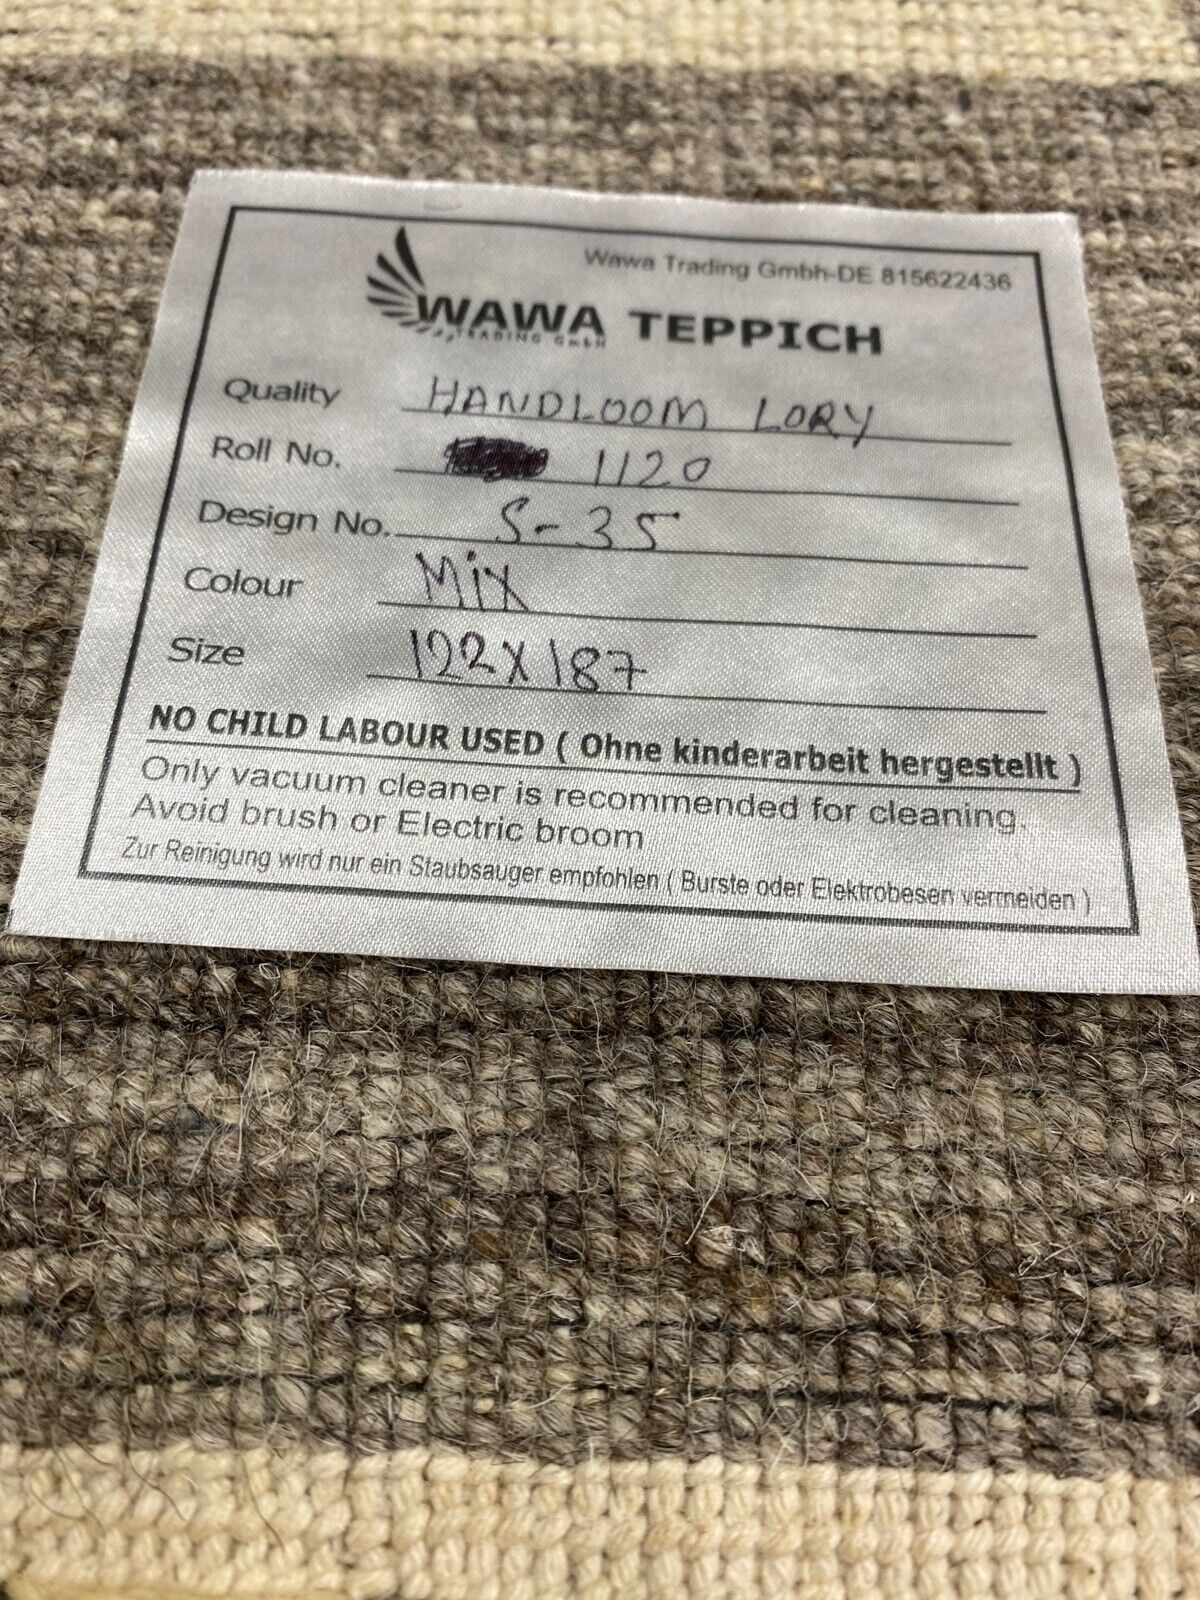 Wawa Trading Gmbh-DE 815622436
WAWA TEPPICH
TRADING GmbH
Quality HANDLOOM LORY
Roll No. 1120
Design No. S-35
Colour Mix
Size 122X187
NO CHILD LABOUR USED ( Ohne kinderarbeit hergestellt )
Only vacuum cleaner is recommended for cleaning.
Avoid brush or Electric broom
Zur Reinigung wird nur ein Staubsauger empfohlen ( Burste oder Elektrobesen vermeiden )